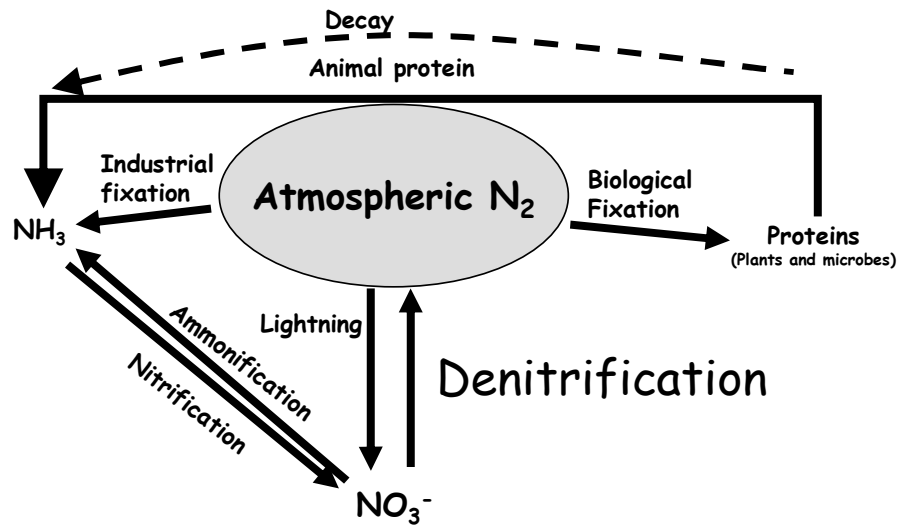 Decay
Animal protein
Industrial
fixation
Atmospheric N₂
Biological
Fixation
NH₃
Proteins
(Plants and microbes)
Lightning
Ammonification
Nitrification
Denitrification
NO₃⁻